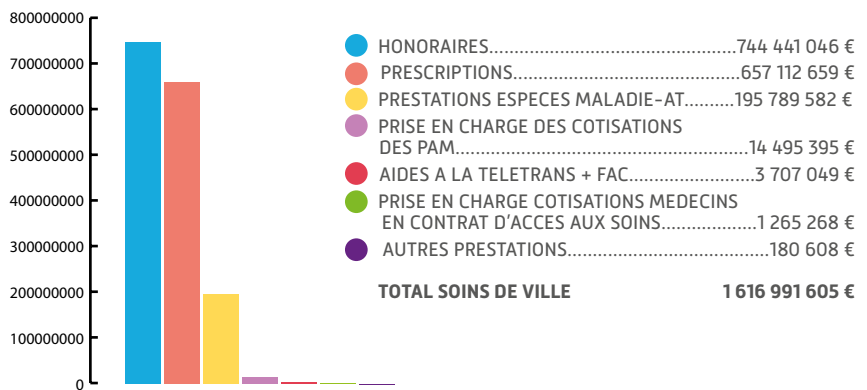 800000000
700000000
600000000
500000000
400000000
300000000
200000000
100000000
0
HONORAIRES..............................................744 441 046 €
PRESCRIPTIONS..........................................657 112 659 €
PRESTATIONS ESPECES MALADIE-AT.........195 789 582 €
PRISE EN CHARGE DES COTISATIONS
DES PAM......................................................14 495 395 €
AIDES A LA TELETRANS + FAC.......................3 707 049 €
PRISE EN CHARGE COTISATIONS MEDECINS
EN CONTRAT D'ACCES AUX SOINS.................1 265 268 €
AUTRES PRESTATIONS.....................................180 608 €
TOTAL SOINS DE VILLE 1 616 991 605 €